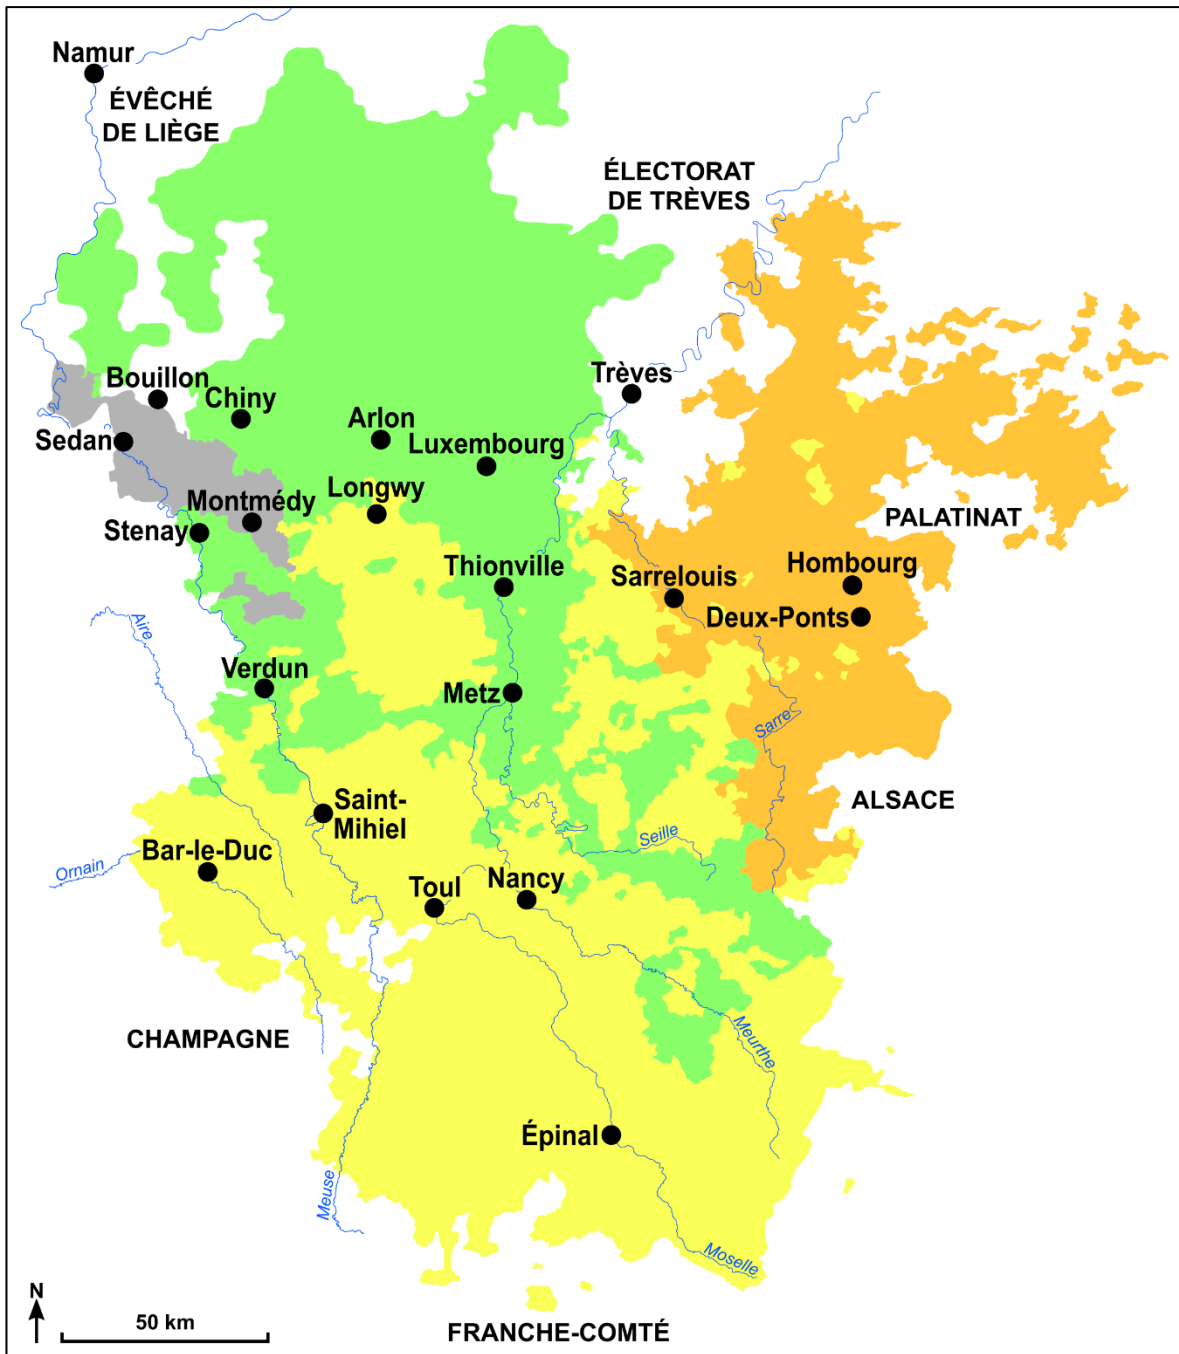 Namur
ÉVÊCHÉ
DE LIÈGE
ÉLECTORAT
DE TRÈVES
Bouillon
Chiny
Trèves
Sedan
Arlon
Luxembourg
Longwy
Montmédy
Stenay
PALATINAT
Thionville
Sarrelouis
Hombourg
Deux-Ponts
Aire
Verdun
Metz
Sarre
ALSACE
Saint-
Mihiel
Seille
Bar-le-Duc
Ornain
Toul
Nancy
CHAMPAGNE
Meurthe
Épinal
Meuse
Moselle
N
50 km
FRANCHE-COMTÉ